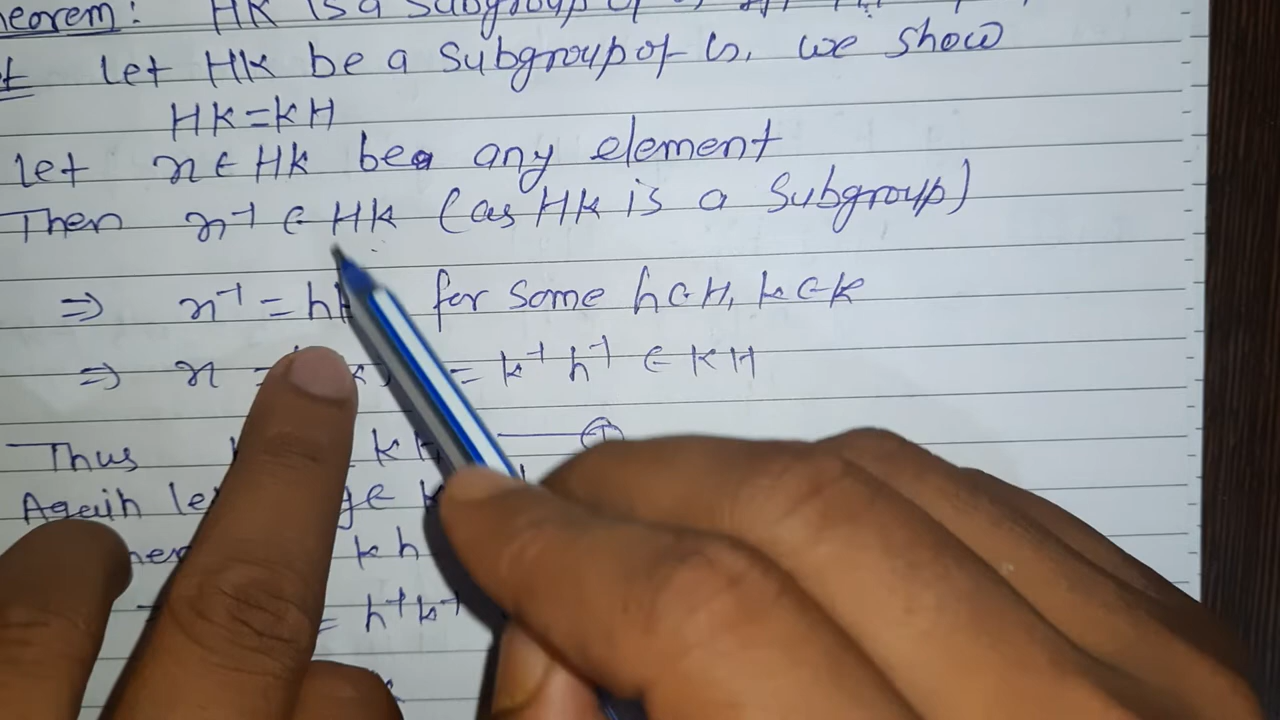 eorem: HK is a subgroup of
Let HK be a subgroup of G, we show
HK=KH
Let x ∈ HK be a any element
Then x⁻¹ ∈ HK (as HK is a subgroup)
⇒ x⁻¹ = hk for some h∈H, k∈K
⇒ x = = k⁻¹ h⁻¹ ∈ KH
Thus KH ①
Again le y∈ K
kh
= h⁻¹k⁻¹